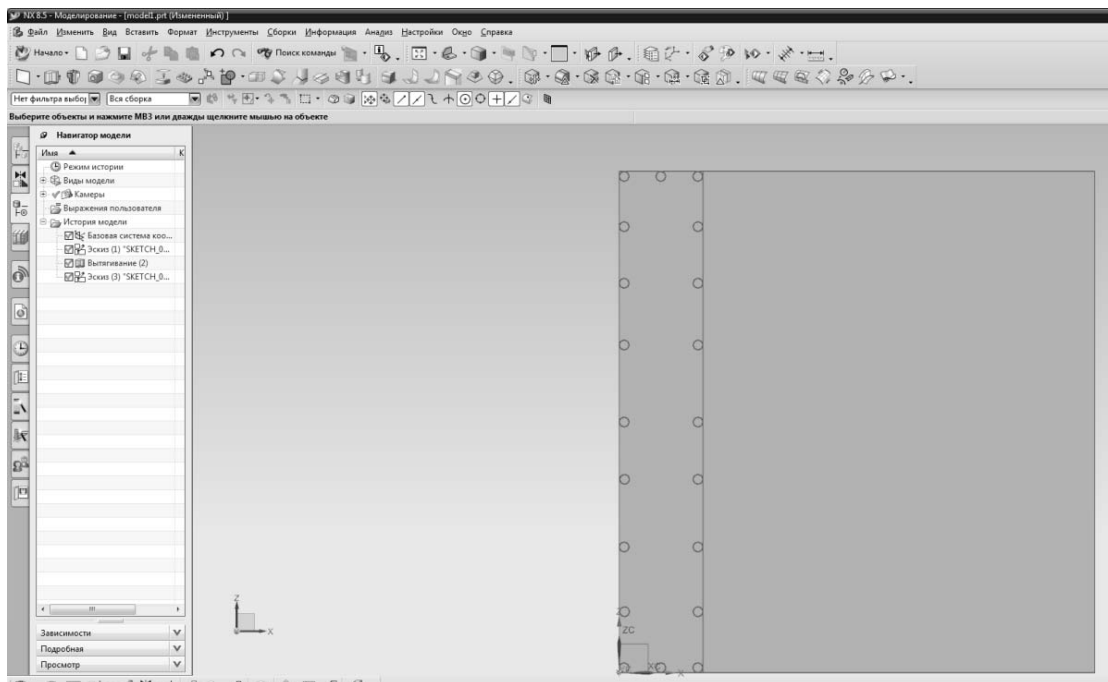 NX 8.5 - Моделирование - [model1.prt (Измененный) ]
Файл Изменить Вид Вставить Формат Инструменты Сборки Информация Анализ Настройки Окно Справка
Начало Поиск команды
Нет фильтра выбој Вся сборка
Выберите объекты и нажмите МВ3 или дважды щелкните мышью на объекте
Навигатор модели
Имя К
Режим истории
Виды модели
Камеры
Выражения пользователя
История модели
Базовая система коо...
Эскиз (1) "SKETCH_0...
Вытягивание (2)
Эскиз (3) "SKETCH_0...
Зависимости
Подробная
Просмотр
Z
X
ZC
X